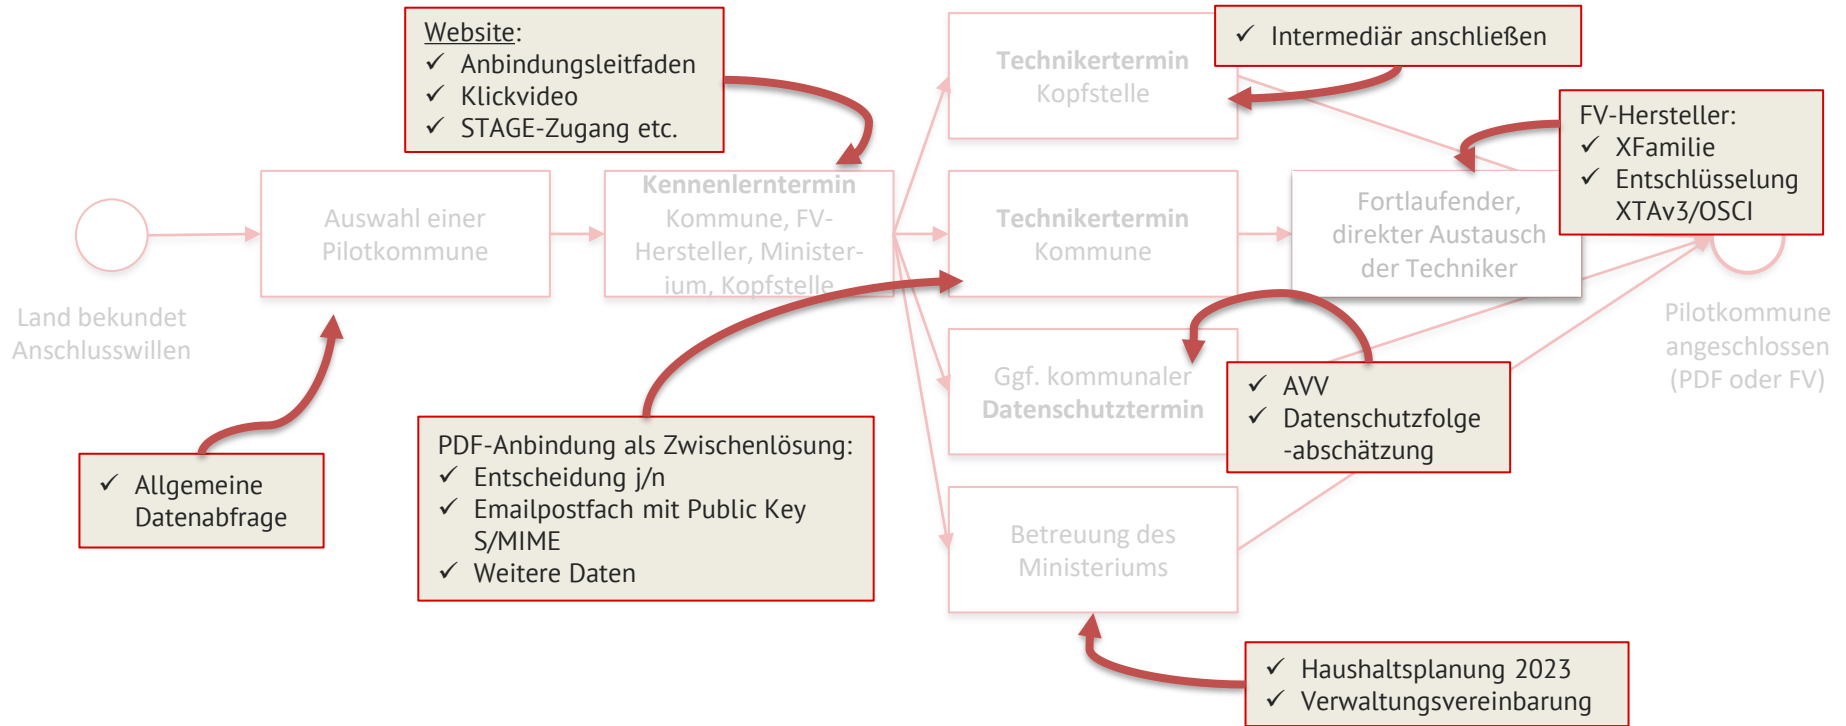 Website:
✓ Anbindungsleitfaden
✓ Klickvideo
✓ STAGE-Zugang etc.
Technikertermin
Kopfstelle
✓ Intermediär anschließen
FV-Hersteller:
✓ XFamilie
✓ Entschlüsselung
XTAv3/OSCI
Land bekundet
Anschlusswillen
Auswahl einer
Pilotkommune
Kennenlerntermin
Kommune, FV-
Hersteller, Minister-
ium, Kopfstelle
Technikertermin
Kommune
Fortlaufender,
direkter Austausch
der Techniker
Pilotkommune
angeschlossen
(PDF oder FV)
Ggf. kommunaler
Datenschutztermin
✓ AVV
✓ Datenschutzfolge
-abschätzung
✓ Allgemeine
Datenabfrage
PDF-Anbindung als Zwischenlösung:
✓ Entscheidung j/n
✓ Emailpostfach mit Public Key
S/MIME
✓ Weitere Daten
Betreuung des
Ministeriums
✓ Haushaltsplanung 2023
✓ Verwaltungsvereinbarung